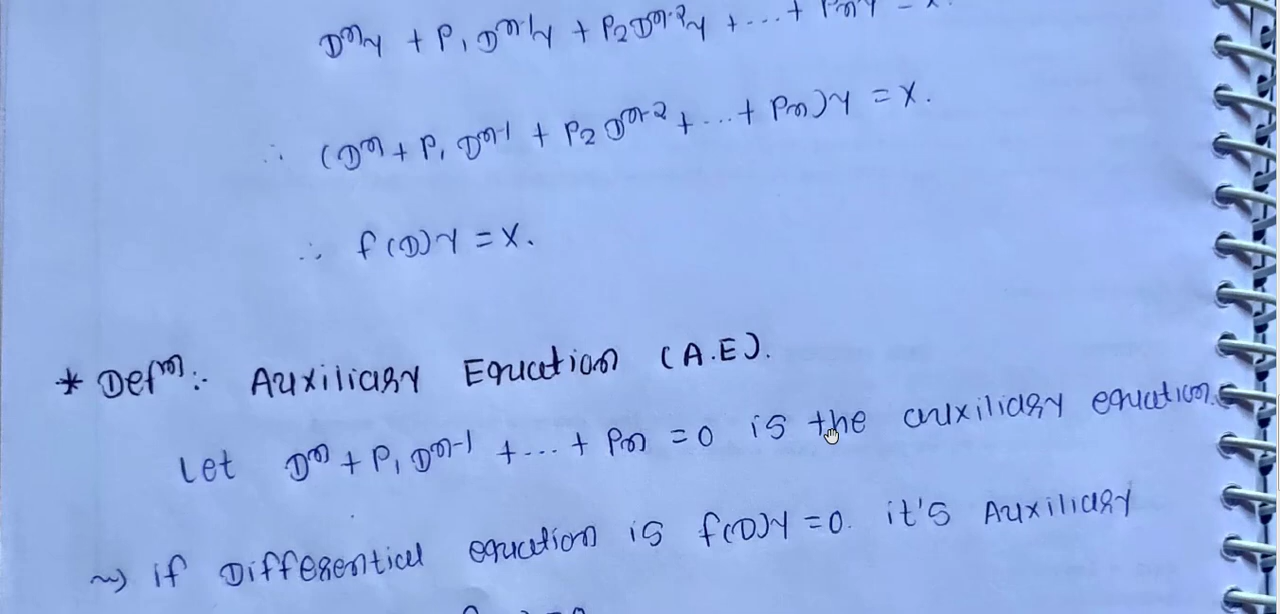 Dⁿy + P₁Dⁿ⁻¹y + P₂Dⁿ⁻²y + ... + Pₙy = X.
∴ (Dⁿ + P₁Dⁿ⁻¹ + P₂Dⁿ⁻² + ... + Pₙ)y = X.
∴ f(D)y = X.
* Defⁿ:- Auxiliary Equation (A.E).
Let Dⁿ + P₁Dⁿ⁻¹ + ... + Pₙ = 0 is the auxiliary equation.
~> if Differential equation is f(D)y = 0. it's Auxiliary